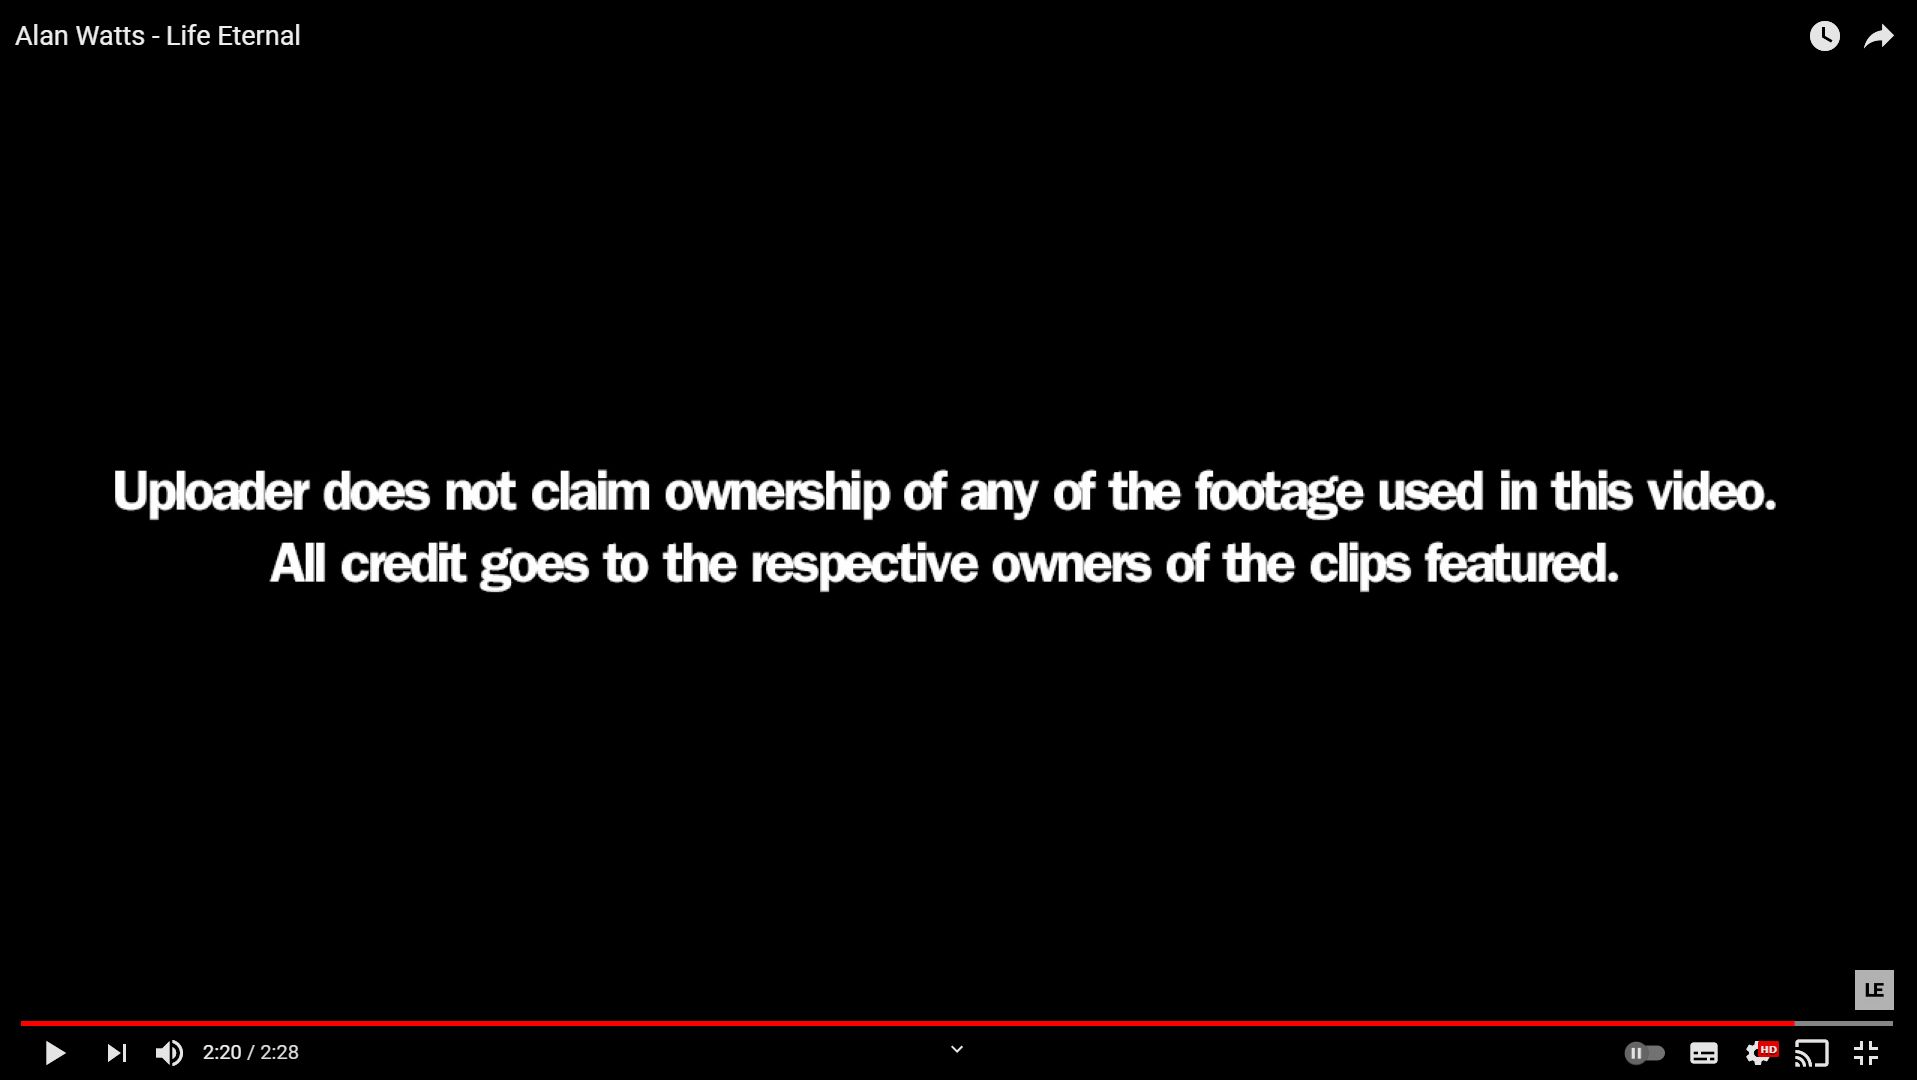 Alan Watts - Life Eternal
Uploader does not claim ownership of any of the footage used in this video.
All credit goes to the respective owners of the clips featured.
LE
2:20 / 2:28
HD